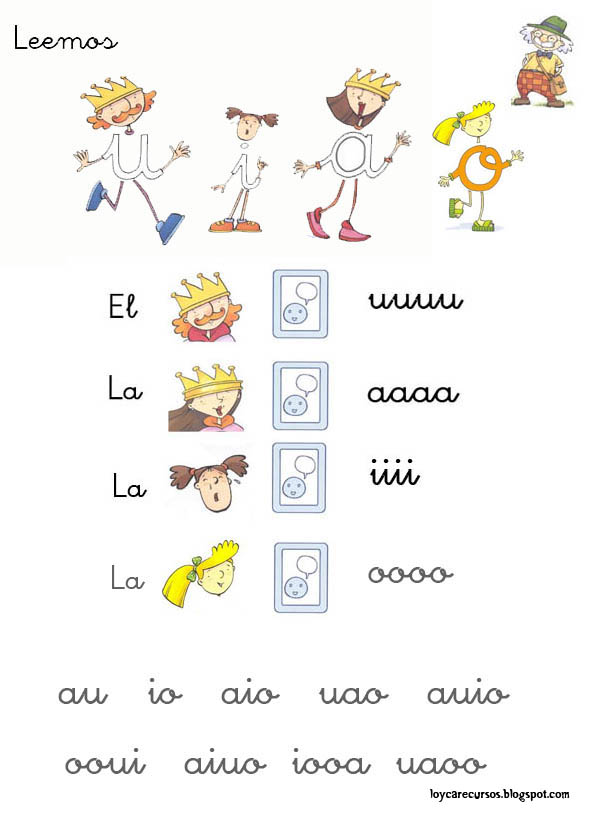 Leemos
u i a o
El uuuu
La aaaa
La iiii
La oooo
au io aio uao auio
ooui aiuo iooa uaoo
loycarecursos.blogspot.com